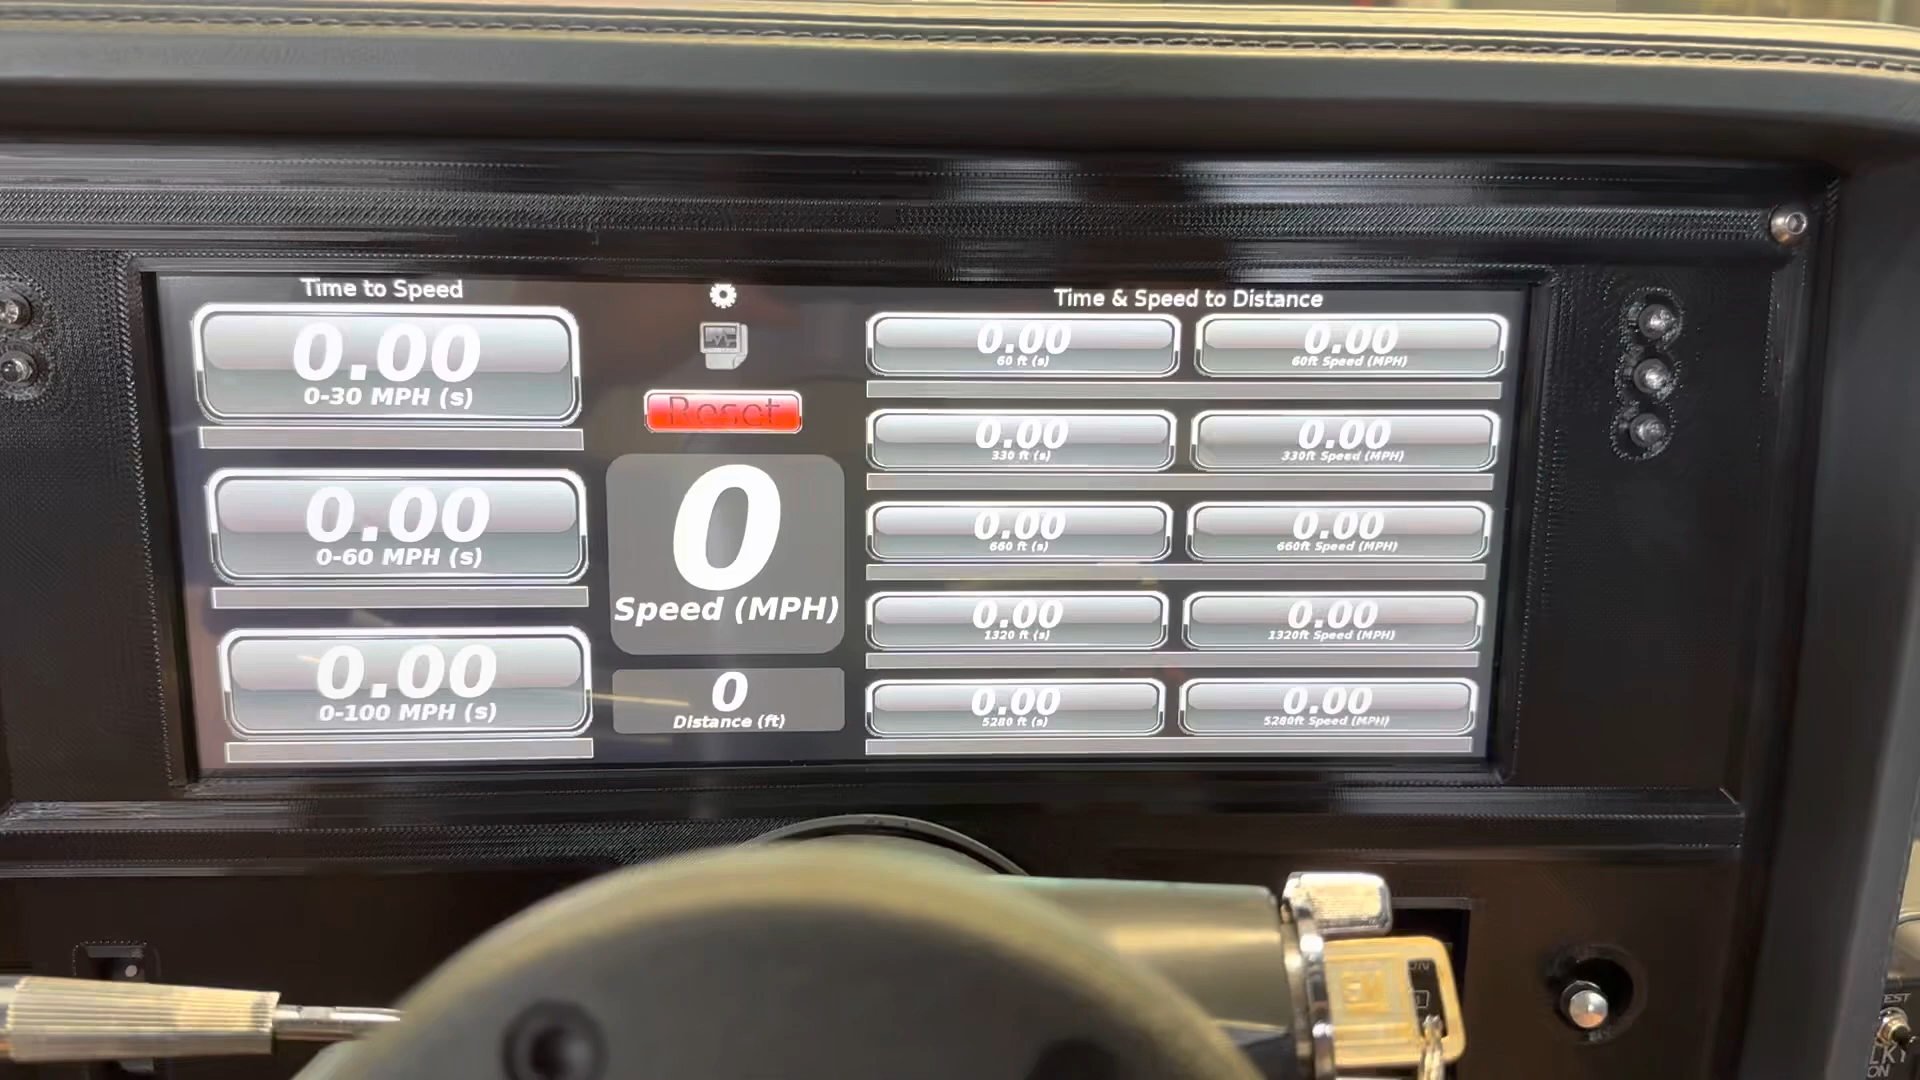 Time to Speed
0.00
0-30 MPH (s)
0.00
0-60 MPH (s)
0.00
0-100 MPH (s)
Reset
0
Speed (MPH)
0
Distance (ft)
Time & Speed to Distance
0.00
60 ft (s)
0.00
60ft Speed (MPH)
0.00
330 ft (s)
0.00
330ft Speed (MPH)
0.00
660 ft (s)
0.00
660ft Speed (MPH)
0.00
1320 ft (s)
0.00
1320ft Speed (MPH)
0.00
5280 ft (s)
0.00
5280ft Speed (MPH)
GM
ON